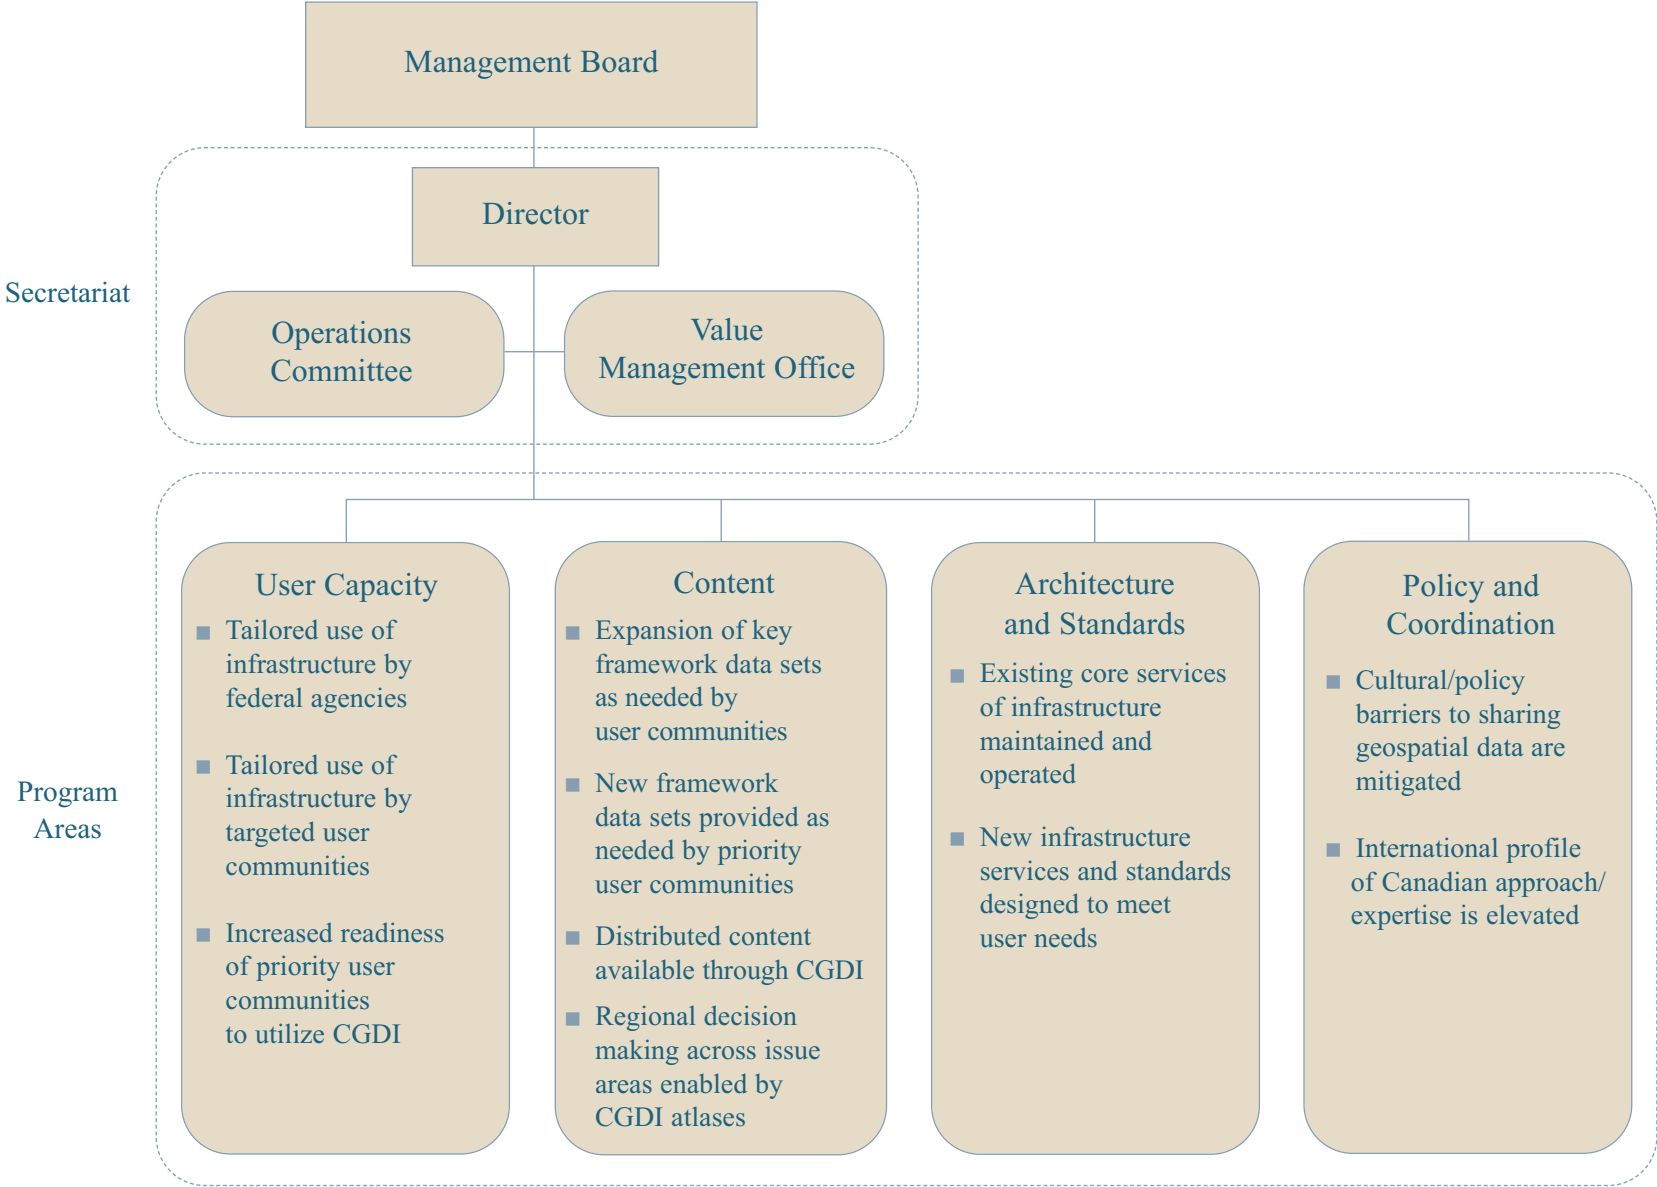 Management Board
Director
Secretariat
Operations
Committee
Value
Management Office
Program
Areas
User Capacity
■ Tailored use of
infrastructure by
federal agencies
■ Tailored use of
infrastructure by
targeted user
communities
■ Increased readiness
of priority user
communities
to utilize CGDI
Content
■ Expansion of key
framework data sets
as needed by
user communities
■ New framework
data sets provided as
needed by priority
user communities
■ Distributed content
available through CGDI
■ Regional decision
making across issue
areas enabled by
CGDI atlases
Architecture
and Standards
■ Existing core services
of infrastructure
maintained and
operated
■ New infrastructure
services and standards
designed to meet
user needs
Policy and
Coordination
■ Cultural/policy
barriers to sharing
geospatial data are
mitigated
■ International profile
of Canadian approach/
expertise is elevated